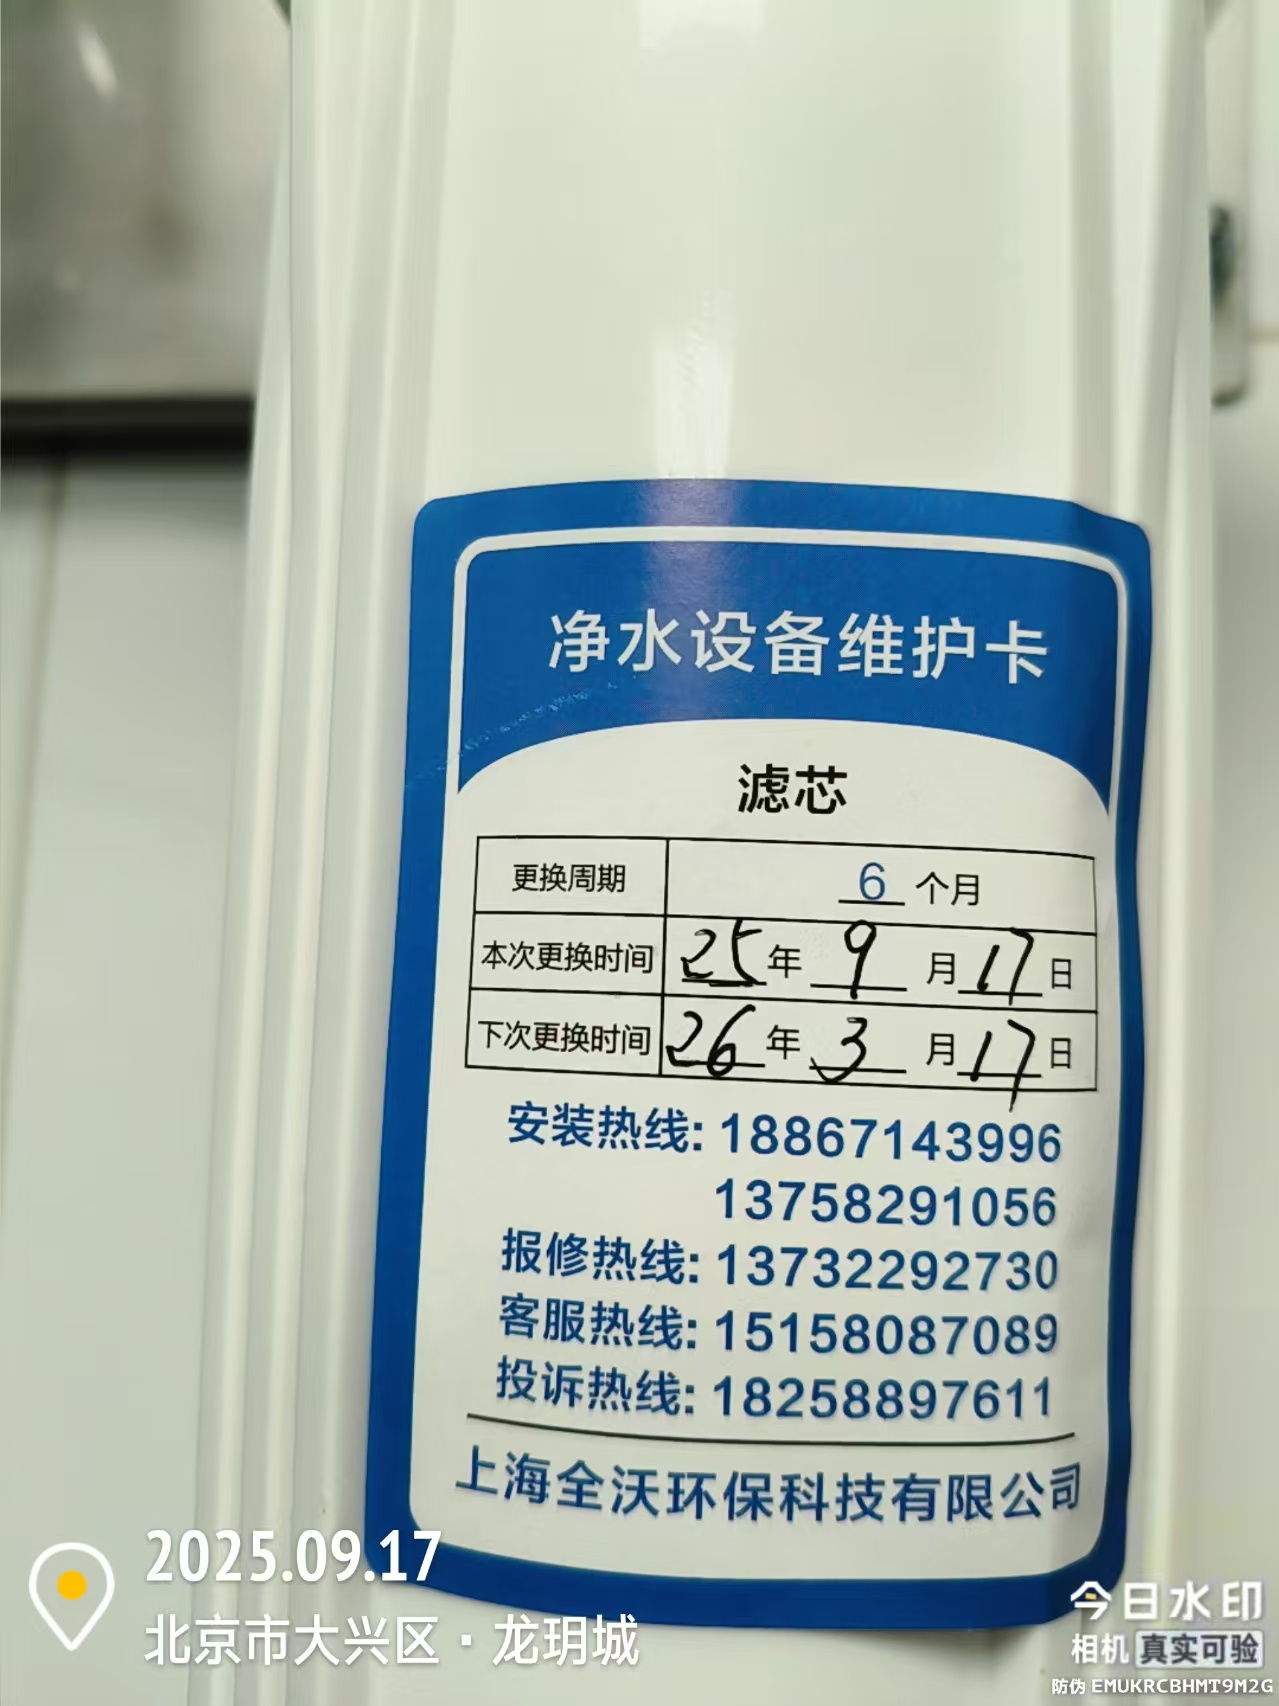 净水设备维护卡
滤芯
更换周期 6 个月
本次更换时间 25 年 9 月 17 日
下次更换时间 26 年 3 月 17 日
安装热线: 18867143996
13758291056
报修热线: 13732292730
客服热线: 15158087089
投诉热线: 18258897611
上海全沃环保科技有限公司
2025.09.17
北京市大兴区·龙玥城
今日水印
相机 真实可验
防伪 EMUKRCBHMT9M2G